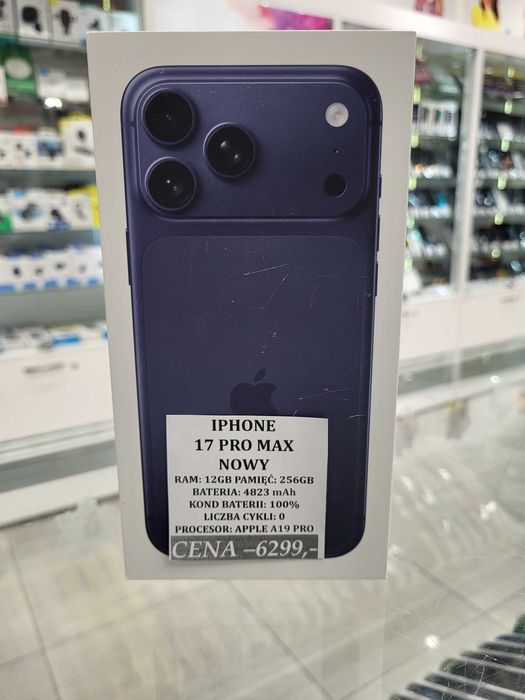 IPHONE
17 PRO MAX
NOWY
RAM: 12GB PAMIĘĆ: 256GB
BATERIA: 4823 mAh
KOND BATERII: 100%
LICZBA CYKLI: 0
PROCESOR: APPLE A19 PRO
CENA –6299,-